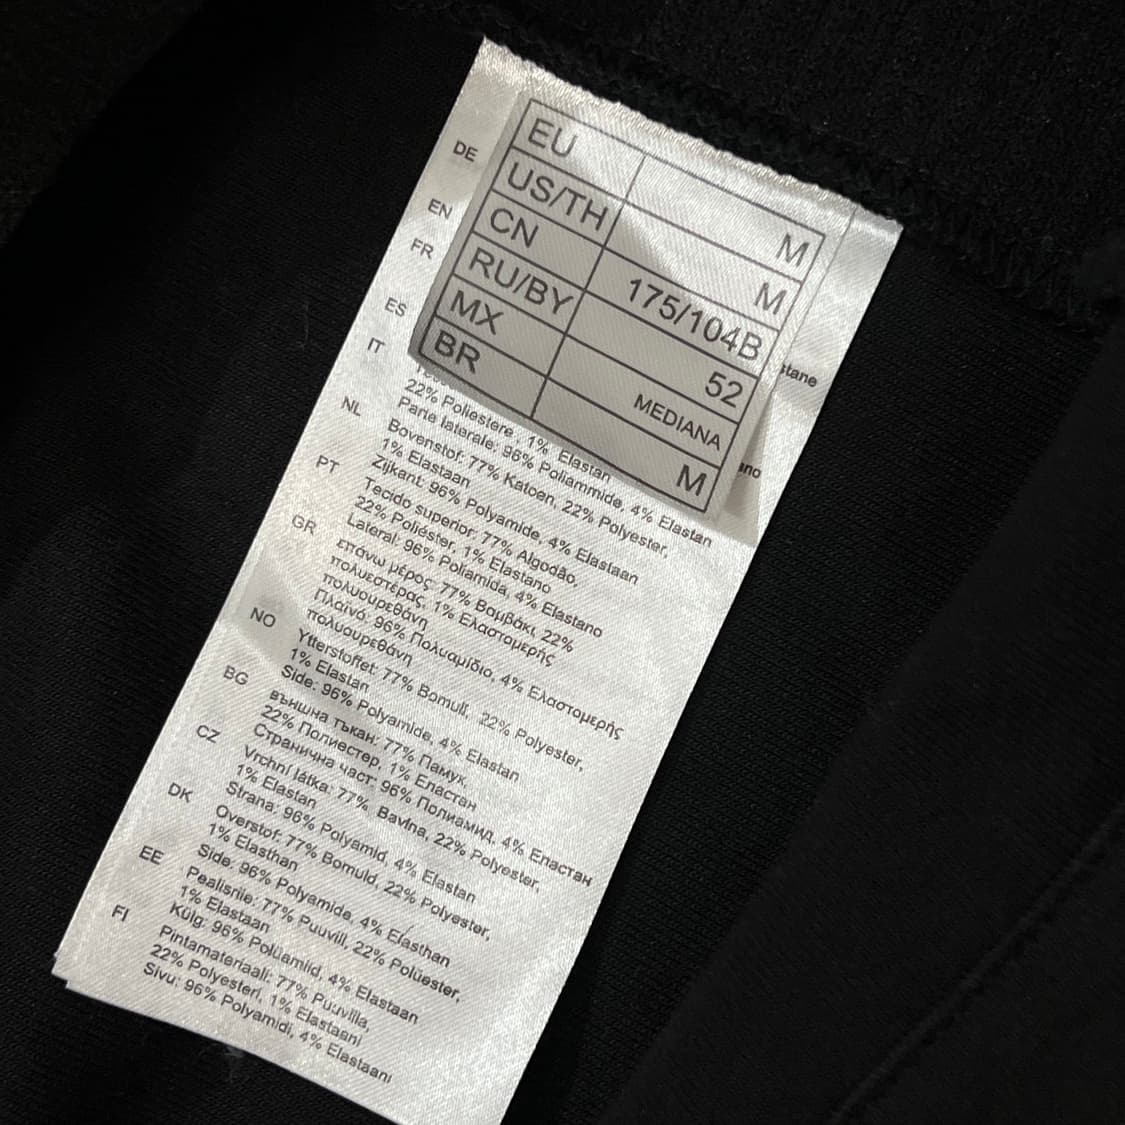 EU M
US/TH M
CN 175/104B
RU/BY 52
MX MEDIANA
BR M
DE
EN
FR
stane
ES
IT
ano
22% Poliestere , 1% Elastan
Parte laterale: 96% Poliammide, 4% Elastan
NL Bovenstof: 77% Katoen, 22% Polyester,
1% Elastaan
Zijkant: 96% Polyamide, 4% Elastaan
PT Tecido superior: 77% Algodão,
22% Poliéster, 1% Elastano
Lateral: 96% Poliamida, 4% Elastano
GR επάνω μέρος: 77% Βαμβάκι, 22%
πολυεστέρας, 1% Ελαστομερής
πολυουρεθάνη
Πλαϊνό: 96% Πολυαμίδιο, 4% Ελαστομερής
πολυουρεθάνη
NO Ytterstoffet: 77% Bomull, 22% Polyester,
1% Elastan
Side: 96% Polyamide, 4% Elastan
BG външна тъкан: 77% Памук,
22% Полиестер, 1% Еластан
Странична част: 96% Полиамид, 4% Еластан
CZ Vrchní látka: 77%, Bavlna, 22% Polyester,
1% Elastan
Strana: 96% Polyamid, 4% Elastan
DK Overstof: 77% Bomuld, 22% Polyester,
1% Elasthan
Side: 96% Polyamide, 4% Elasthan
EE Pealisriie: 77% Puuvill, 22% Polüester,
1% Elastaan
Külg: 96% Polüamiid, 4% Elastaan
FI Pintamateriaali: 77% Puuvilla,
22% Polyesteri, 1% Elastaani
Sivu: 96% Polyamidi, 4% Elastaani